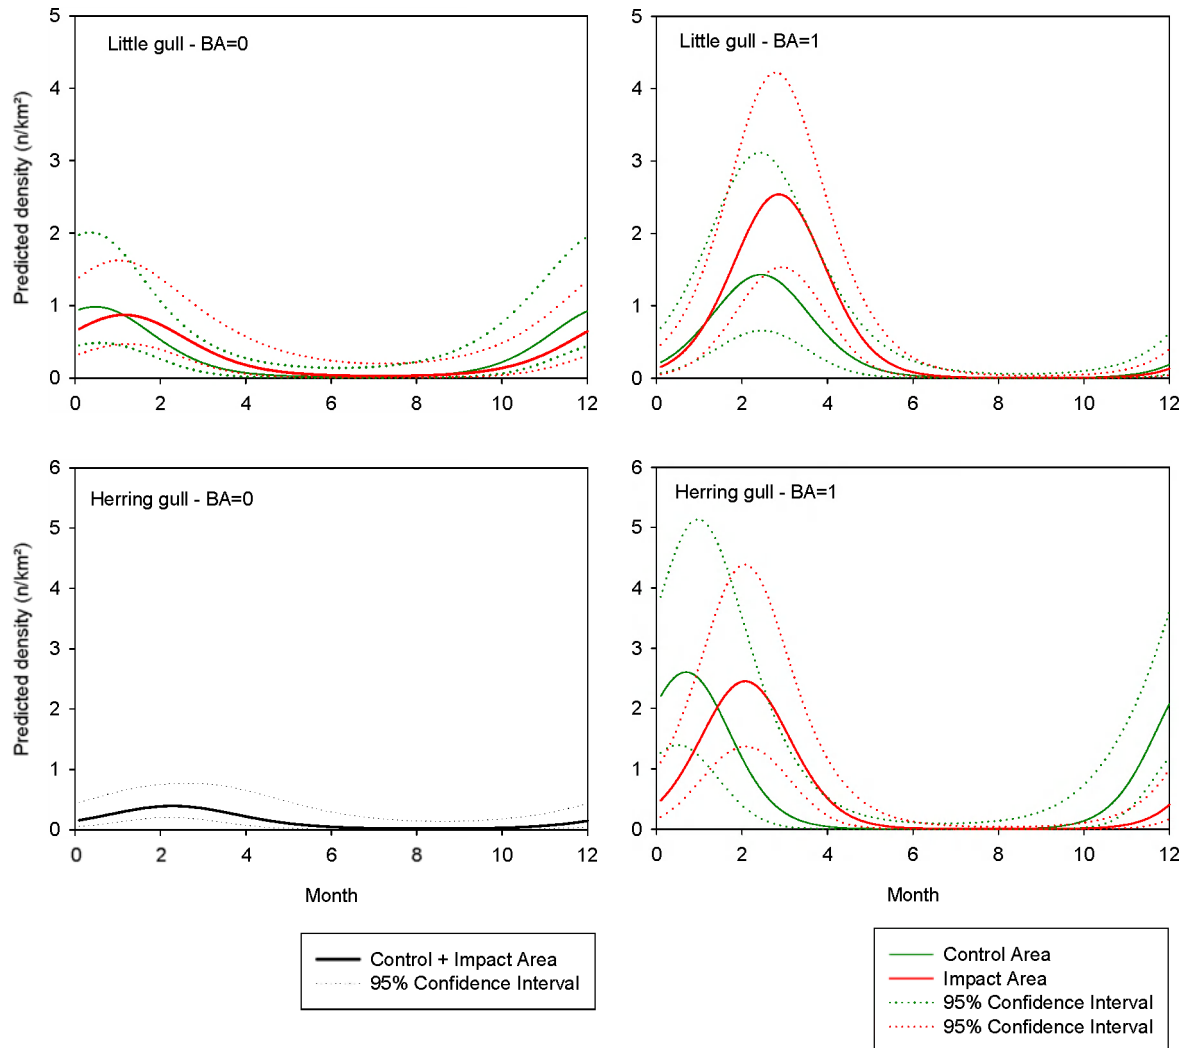 Little gull - BA=0
Predicted density (n/km²)
5
4
3
2
1
0
0 2 4 6 8 10 12
Little gull - BA=1
5
4
3
2
1
0
0 2 4 6 8 10 12
Herring gull - BA=0
Predicted density (n/km²)
6
5
4
3
2
1
0
0 2 4 6 8 10 12
Month
Herring gull - BA=1
6
5
4
3
2
1
0
0 2 4 6 8 10 12
Month
Control + Impact Area
95% Confidence Interval
Control Area
Impact Area
95% Confidence Interval
95% Confidence Interval